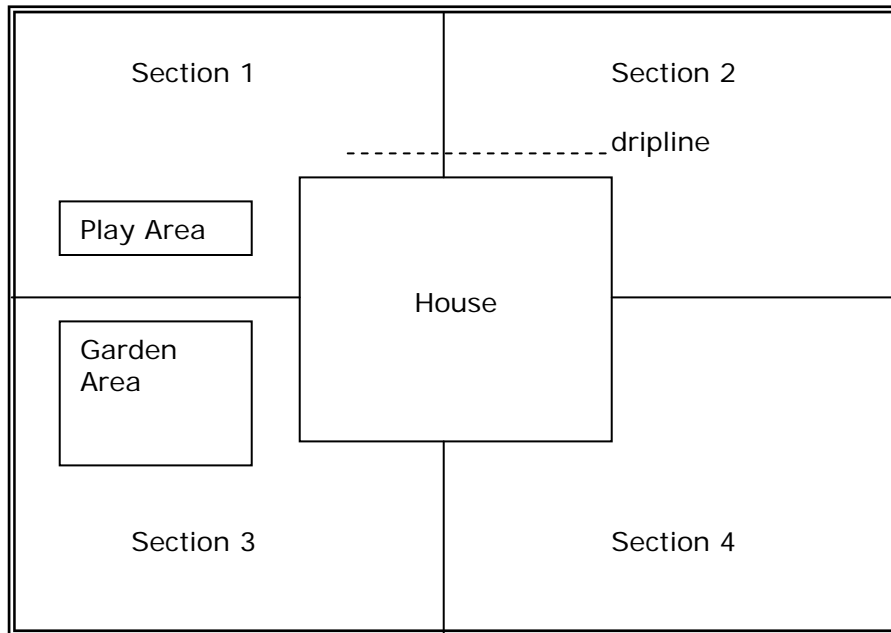 Section 1
Section 2
dripline
Play Area
House
Garden
Area
Section 3
Section 4